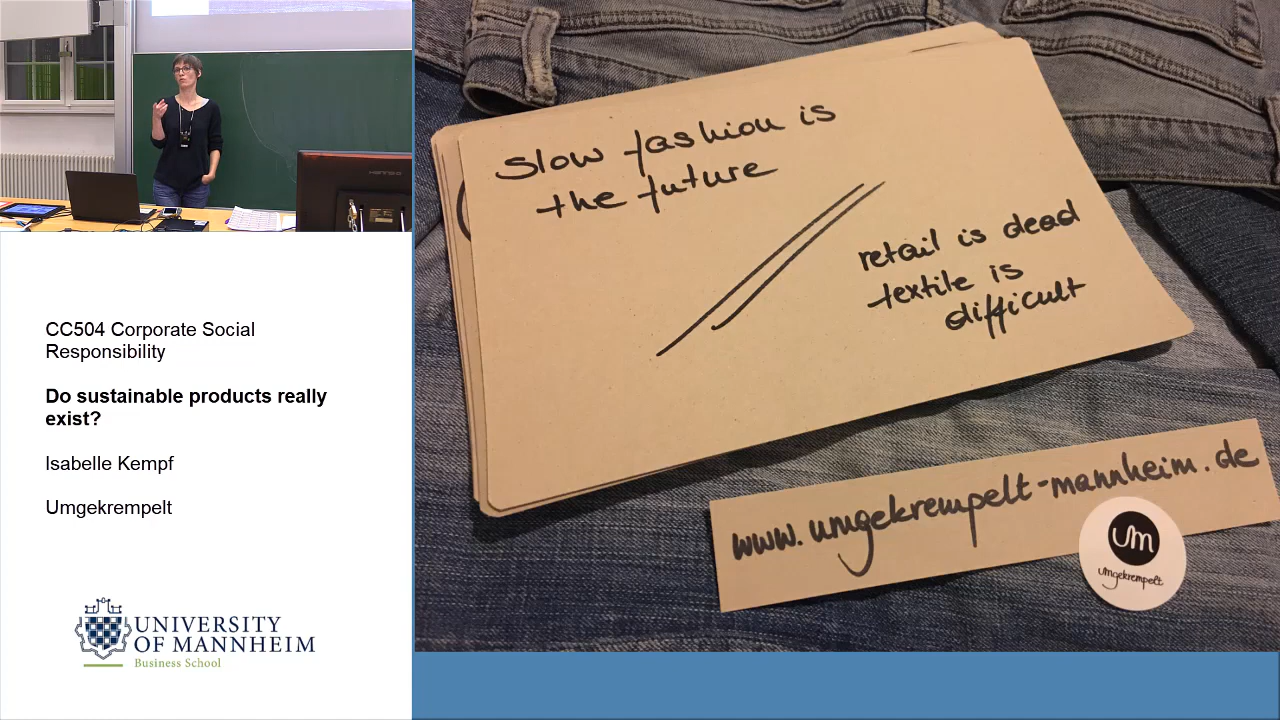 CC504 Corporate Social
Responsibility
Do sustainable products really
exist?
Isabelle Kempf
Umgekrempelt
UNIVERSITY
OF MANNHEIM
Business School
Slow fashion is
the future
retail is dead
textile is
difficult
www.umgekrempelt-mannheim.de
um
umgekrempelt